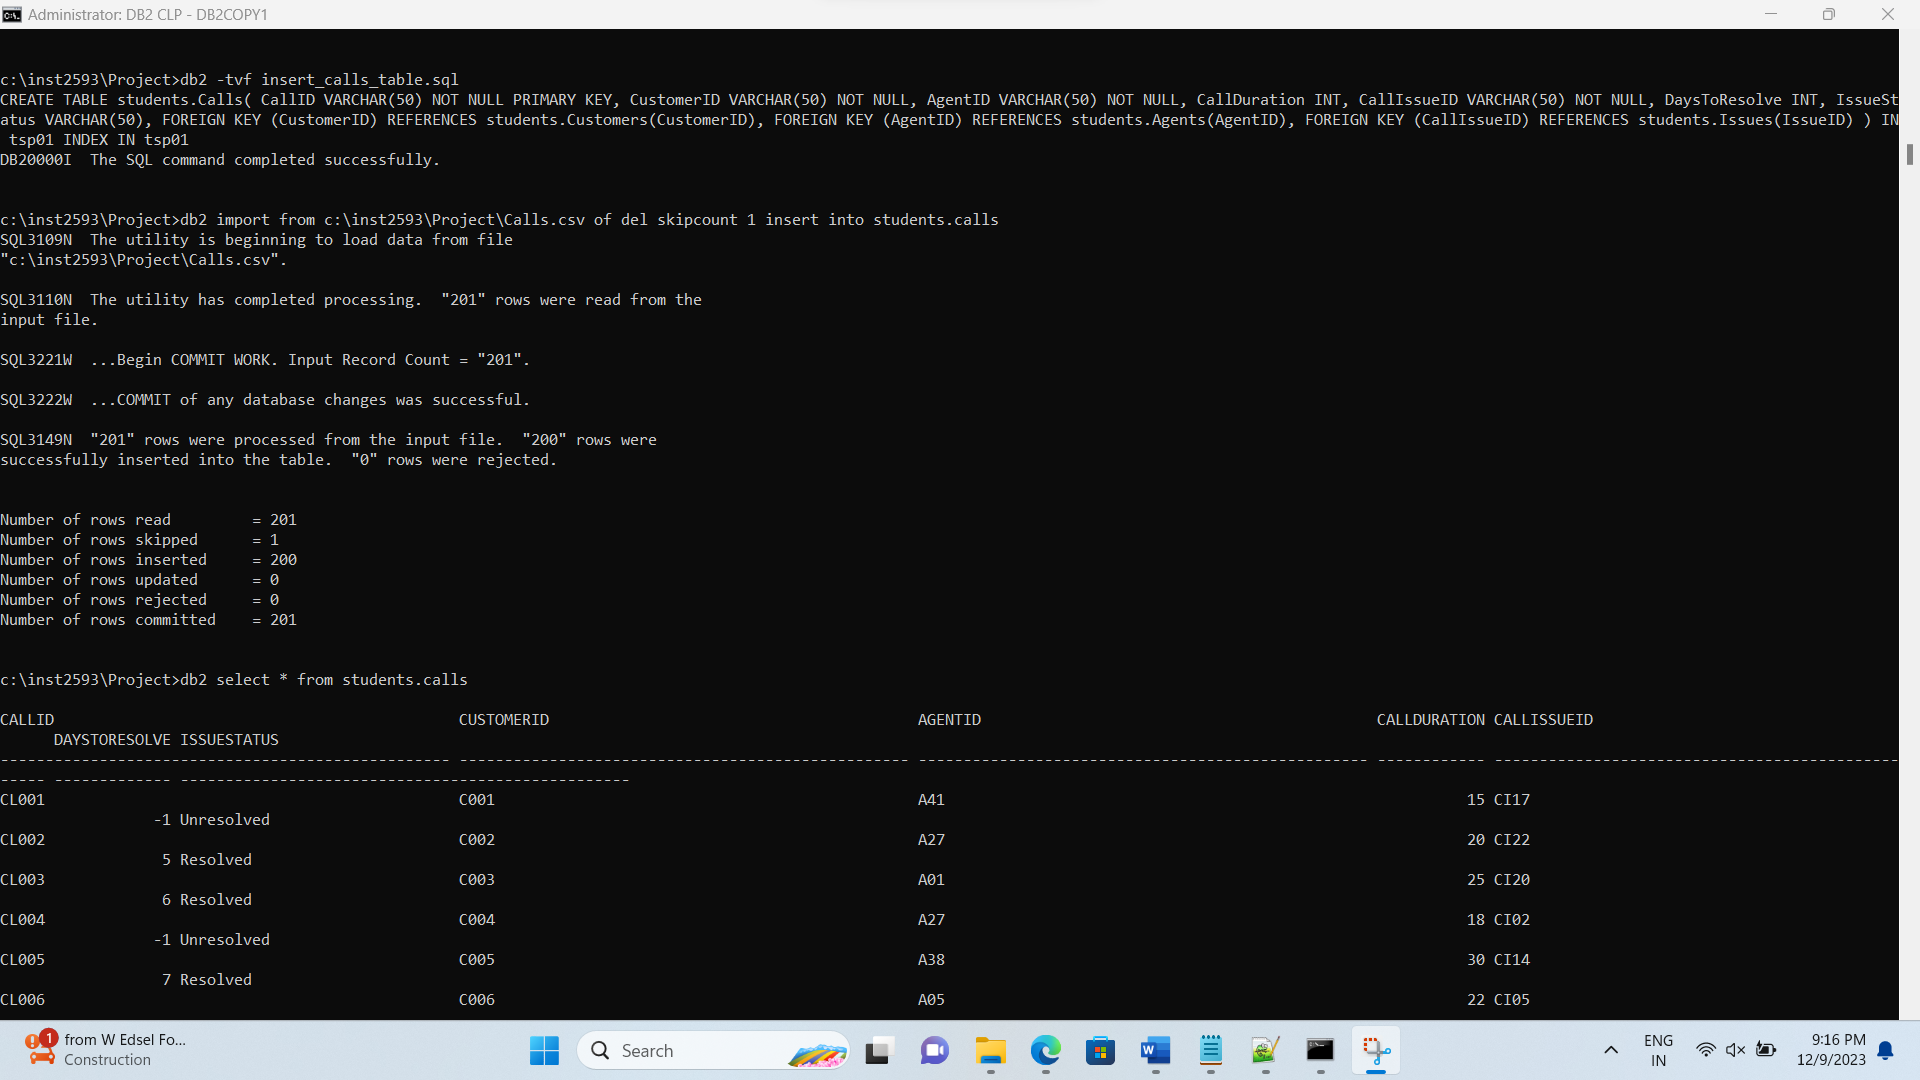 Administrator: DB2 CLP - DB2COPY1
c:\inst2593\Project>db2 -tvf insert_calls_table.sql
CREATE TABLE students.Calls( CallID VARCHAR(50) NOT NULL PRIMARY KEY, CustomerID VARCHAR(50) NOT NULL, AgentID VARCHAR(50) NOT NULL, CallDuration INT, CallIssueID VARCHAR(50) NOT NULL, DaysToResolve INT, IssueSt
atus VARCHAR(50), FOREIGN KEY (CustomerID) REFERENCES students.Customers(CustomerID), FOREIGN KEY (AgentID) REFERENCES students.Agents(AgentID), FOREIGN KEY (CallIssueID) REFERENCES students.Issues(IssueID) ) IN
 tsp01 INDEX IN tsp01
DB20000I  The SQL command completed successfully.
c:\inst2593\Project>db2 import from c:\inst2593\Project\Calls.csv of del skipcount 1 insert into students.calls
SQL3109N  The utility is beginning to load data from file
"c:\inst2593\Project\Calls.csv".
SQL3110N  The utility has completed processing.  "201" rows were read from the
input file.
SQL3221W  ...Begin COMMIT WORK. Input Record Count = "201".
SQL3222W  ...COMMIT of any database changes was successful.
SQL3149N  "201" rows were processed from the input file.  "200" rows were
successfully inserted into the table.  "0" rows were rejected.
Number of rows read         = 201
Number of rows skipped      = 1
Number of rows inserted     = 200
Number of rows updated      = 0
Number of rows rejected     = 0
Number of rows committed    = 201
c:\inst2593\Project>db2 select * from students.calls
CALLID CUSTOMERID AGENTID CALLDURATION CALLISSUEID
DAYSTORESOLVE ISSUESTATUS
-------------------------------------------------- -------------------------------------------------- -------------------------------------------------- ------------ ---------------------------------------------
----- ------------- --------------------------------------------------
CL001 C001 A41 15 CI17
-1 Unresolved
CL002 C002 A27 20 CI22
5 Resolved
CL003 C003 A01 25 CI20
6 Resolved
CL004 C004 A27 18 CI02
-1 Unresolved
CL005 C005 A38 30 CI14
7 Resolved
CL006 C006 A05 22 CI05
1
from W Edsel Fo...
Construction
Search
ENG
IN
9:16 PM
12/9/2023